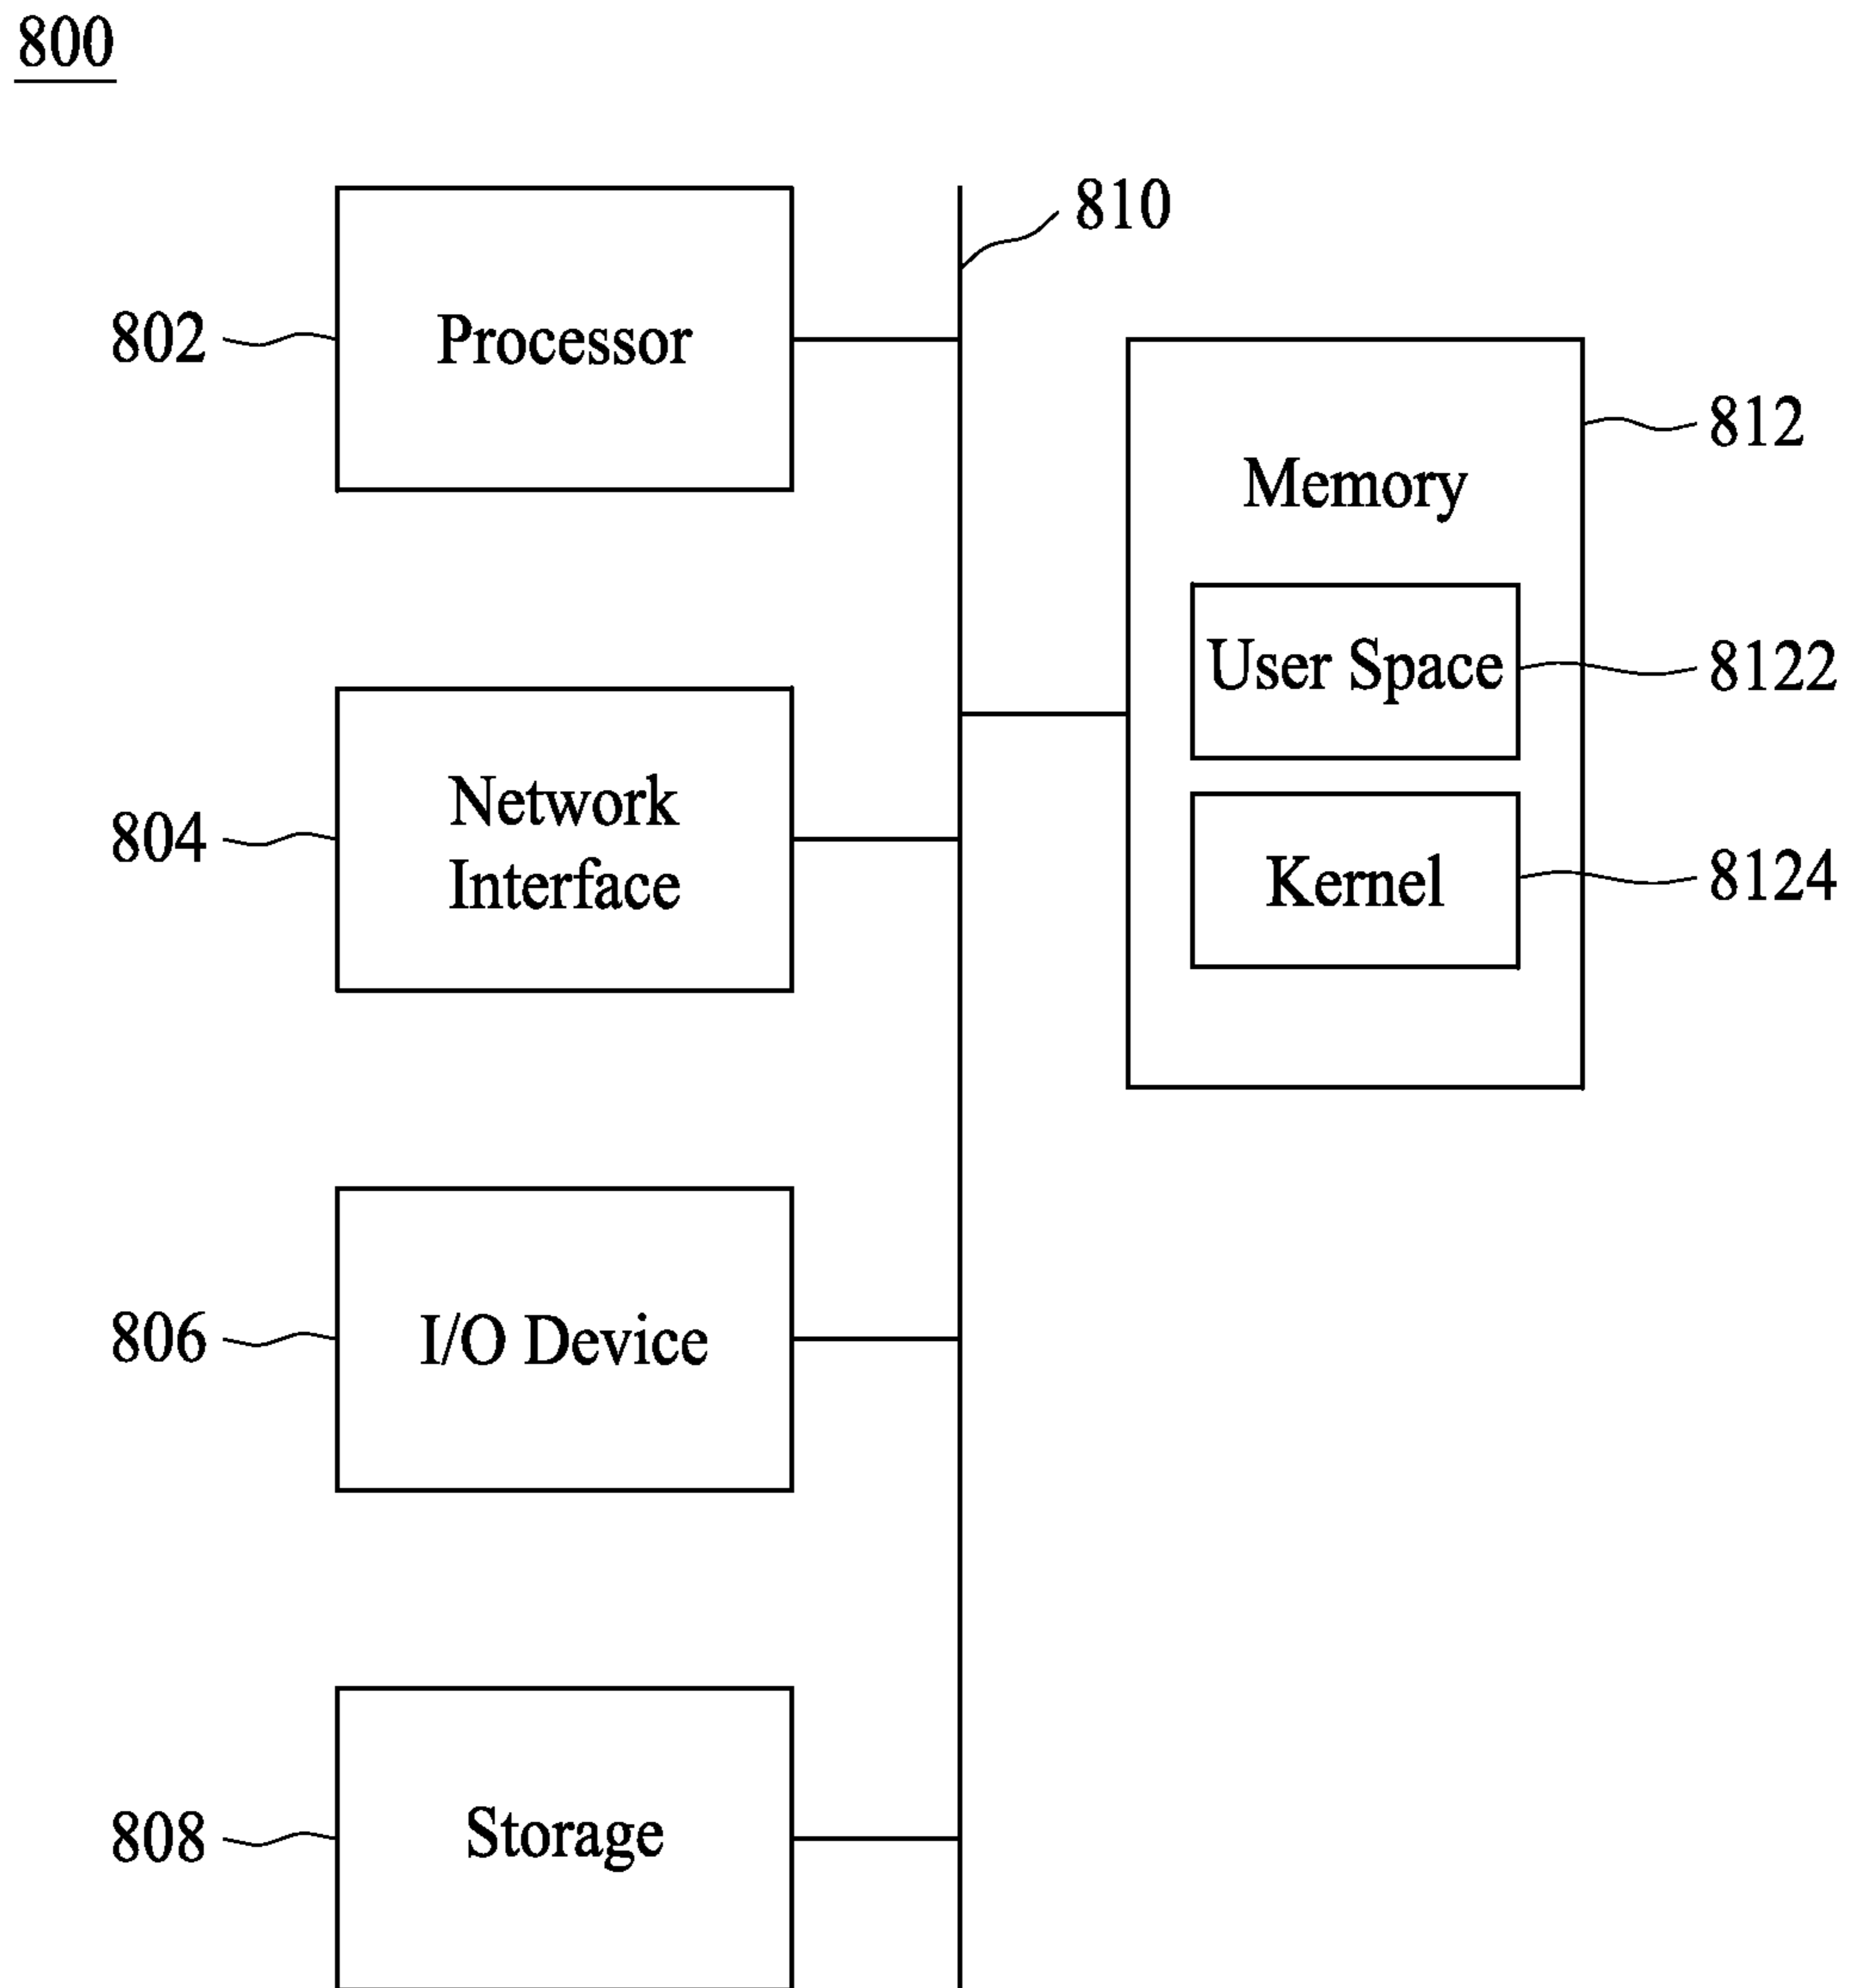 800
810
802
Processor
812
Memory
User Space
8122
804
Network
Interface
Kernel
8124
806
I/O Device
808
Storage